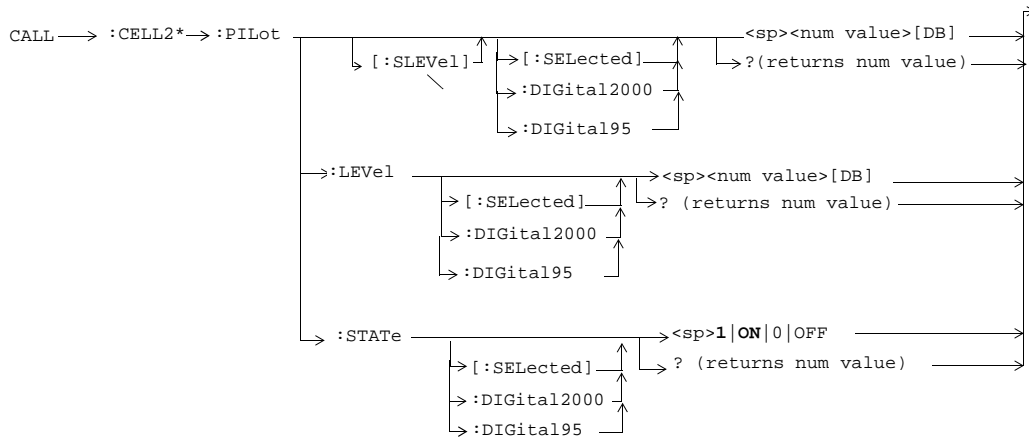 CALL :CELL2* :PILot <sp><num value>[DB]
[:SLEVel] [:SELected] ?(returns num value)
:DIGital2000
:DIGital95
:LEVel <sp><num value>[DB]
[:SELected] ? (returns num value)
:DIGital2000
:DIGital95
:STATe <sp>1|ON|0|OFF
[:SELected] ? (returns num value)
:DIGital2000
:DIGital95